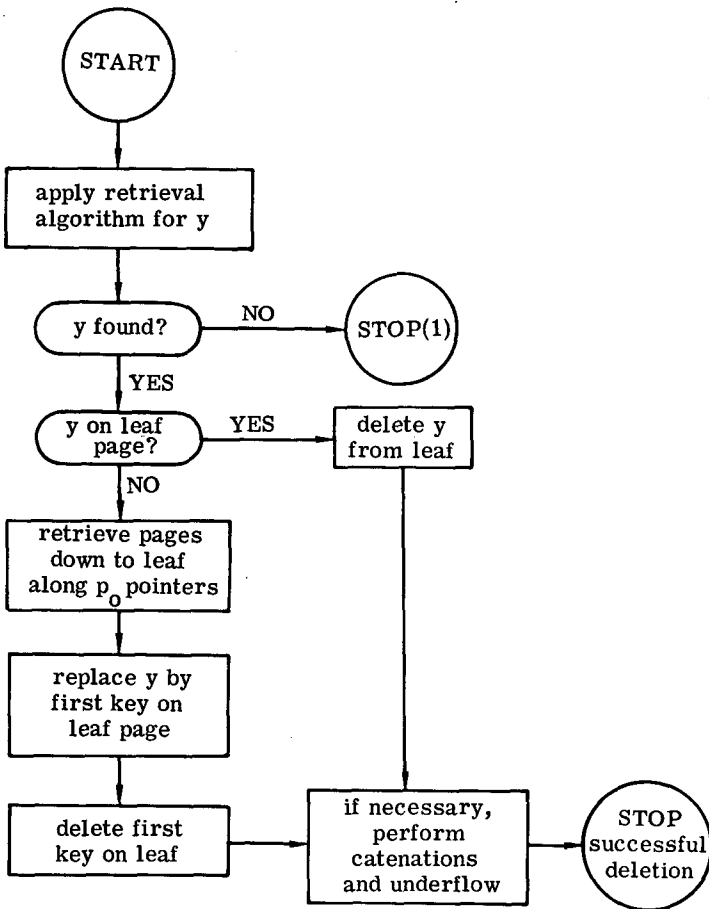 START
apply retrieval
algorithm for y
y found?
NO
STOP(1)
YES
y on leaf
page?
YES
delete y
from leaf
NO
retrieve pages
down to leaf
along p_o pointers
replace y by
first key on
leaf page
delete first
key on leaf
if necessary,
perform
catenations
and underflow
STOP
successful
deletion